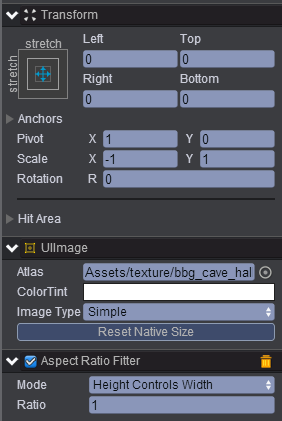 Transform
stretch
stretch
Left Top
0 0
Right Bottom
0 0
Anchors
Pivot X 1 Y 0
Scale X -1 Y 1
Rotation R 0
Hit Area
UIImage
Atlas Assets/texture/bbg_cave_hal
ColorTint
Image Type Simple
Reset Native Size
Aspect Ratio Fitter
Mode Height Controls Width
Ratio 1